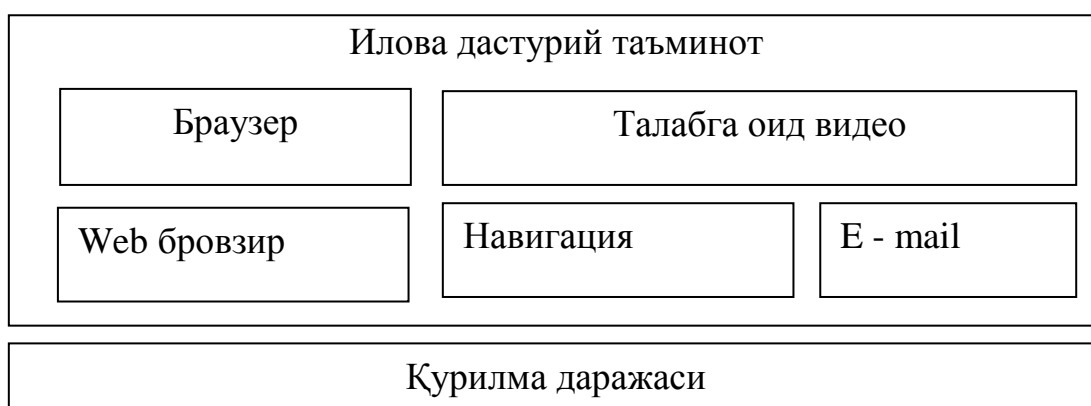 Илова дастурий таъминот
Браузер
Талабга оид видео
Web бровзир
Навигация
E - mail
Қурилма даражаси